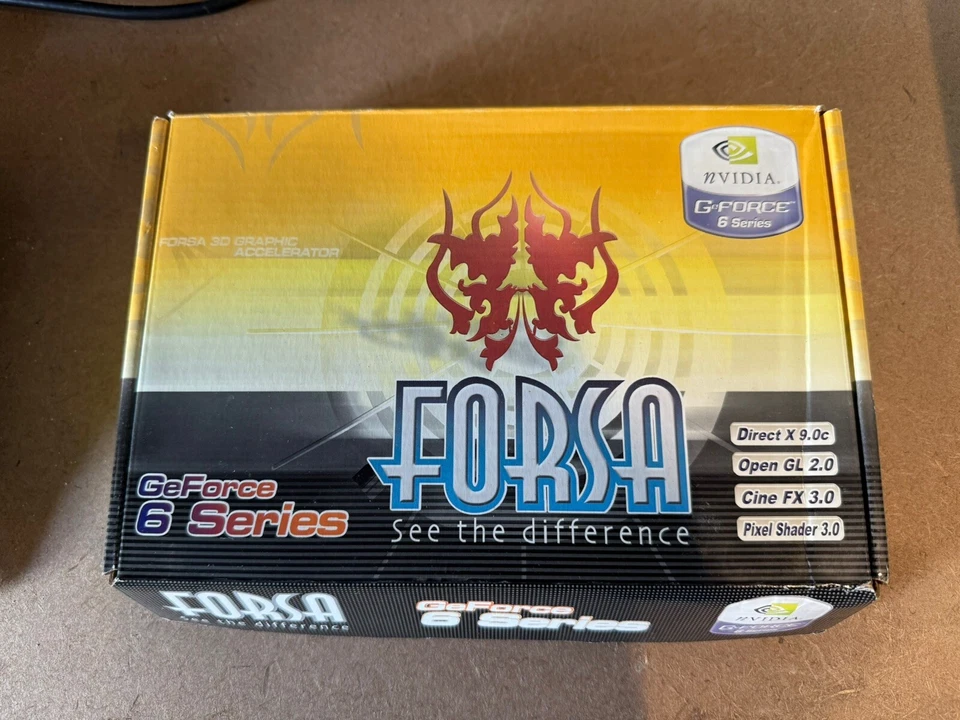 nVIDIA.
GeFORCE™
6 Series
FORSA 3D GRAPHIC
ACCELERATOR
FORSA
See the difference
Direct X 9.0c
Open GL 2.0
Cine FX 3.0
Pixel Shader 3.0
GeForce
6 Series
FORSA
See the difference
GeForce
6 Series
nVIDIA
GeFORCE